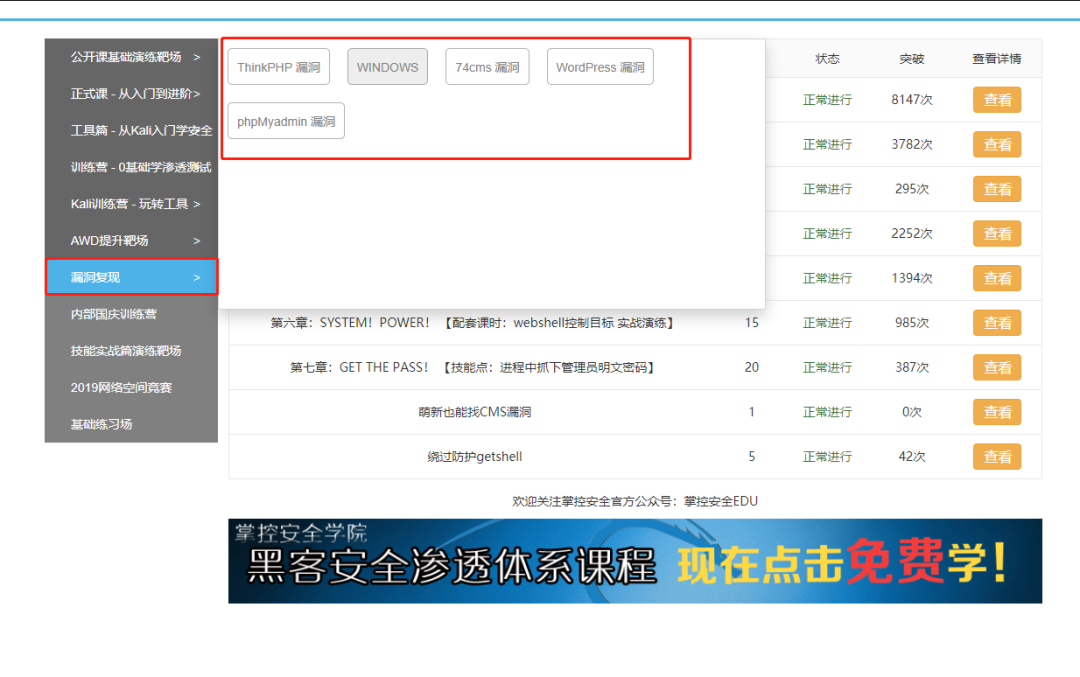 公开课基础演练靶场 >
正式课 - 从入门到进阶>
工具篇 - 从Kali入门学安全
训练营 - 0基础学渗透测试
Kali训练营 - 玩转工具 >
AWD提升靶场 >
漏洞复现 >
内部国庆训练营
技能实战篇演练靶场
2019网络空间竞赛
基础练习场
ThinkPHP 漏洞 WINDOWS 74cms 漏洞 WordPress 漏洞
phpMyadmin 漏洞
状态 突破 查看详情
正常进行 8147次 查看
正常进行 3782次 查看
正常进行 295次 查看
正常进行 2252次 查看
正常进行 1394次 查看
第六章：SYSTEM！POWER！ 【配套课时：webshell控制目标 实战演练】 15 正常进行 985次 查看
第七章：GET THE PASS！ 【技能点：进程中抓下管理员明文密码】 20 正常进行 387次 查看
萌新也能找CMS漏洞 1 正常进行 0次 查看
绕过防护getshell 5 正常进行 42次 查看
欢迎关注掌控安全官方公众号：掌控安全EDU
掌控安全学院
黑客安全渗透体系课程 现在点击免费学！